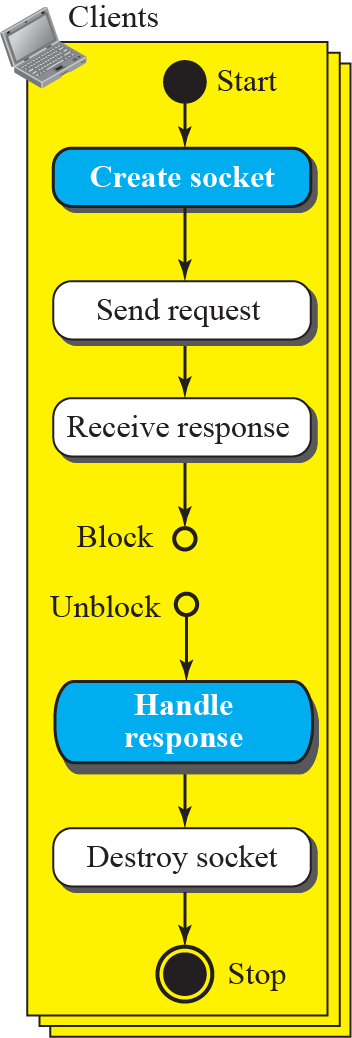 Clients
Start
Create socket
Send request
Receive response
Block
Unblock
Handle
response
Destroy socket
Stop